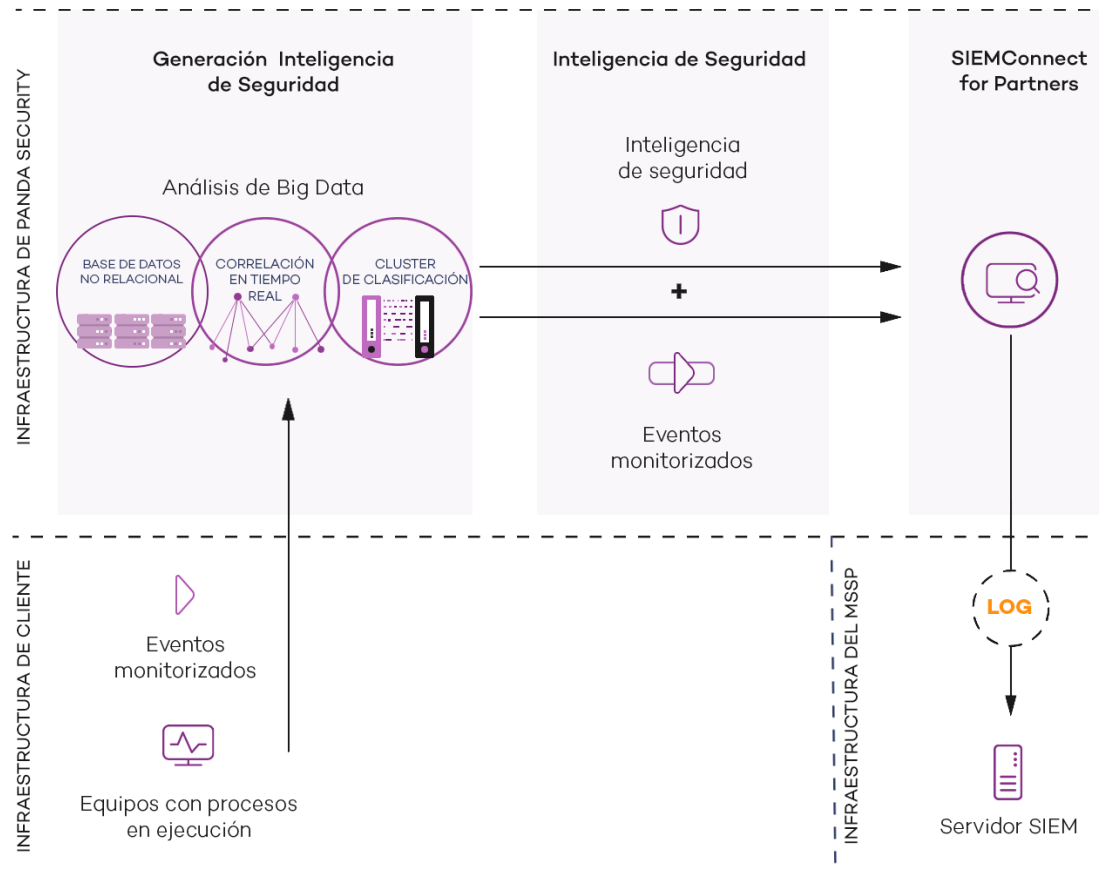 INFRAESTRUCTURA DE PANDA SECURITY
Generación Inteligencia
de Seguridad
Análisis de Big Data
BASE DE DATOS
NO RELACIONAL
CORRELACIÓN
EN TIEMPO
REAL
CLUSTER
DE CLASIFICACIÓN
Inteligencia de Seguridad
Inteligencia
de seguridad
+
Eventos
monitorizados
SIEMConnect
for Partners
INFRAESTRUCTURA DE CLIENTE
Eventos
monitorizados
Equipos con procesos
en ejecución
INFRAESTRUCTURA DEL MSSP
LOG
Servidor SIEM